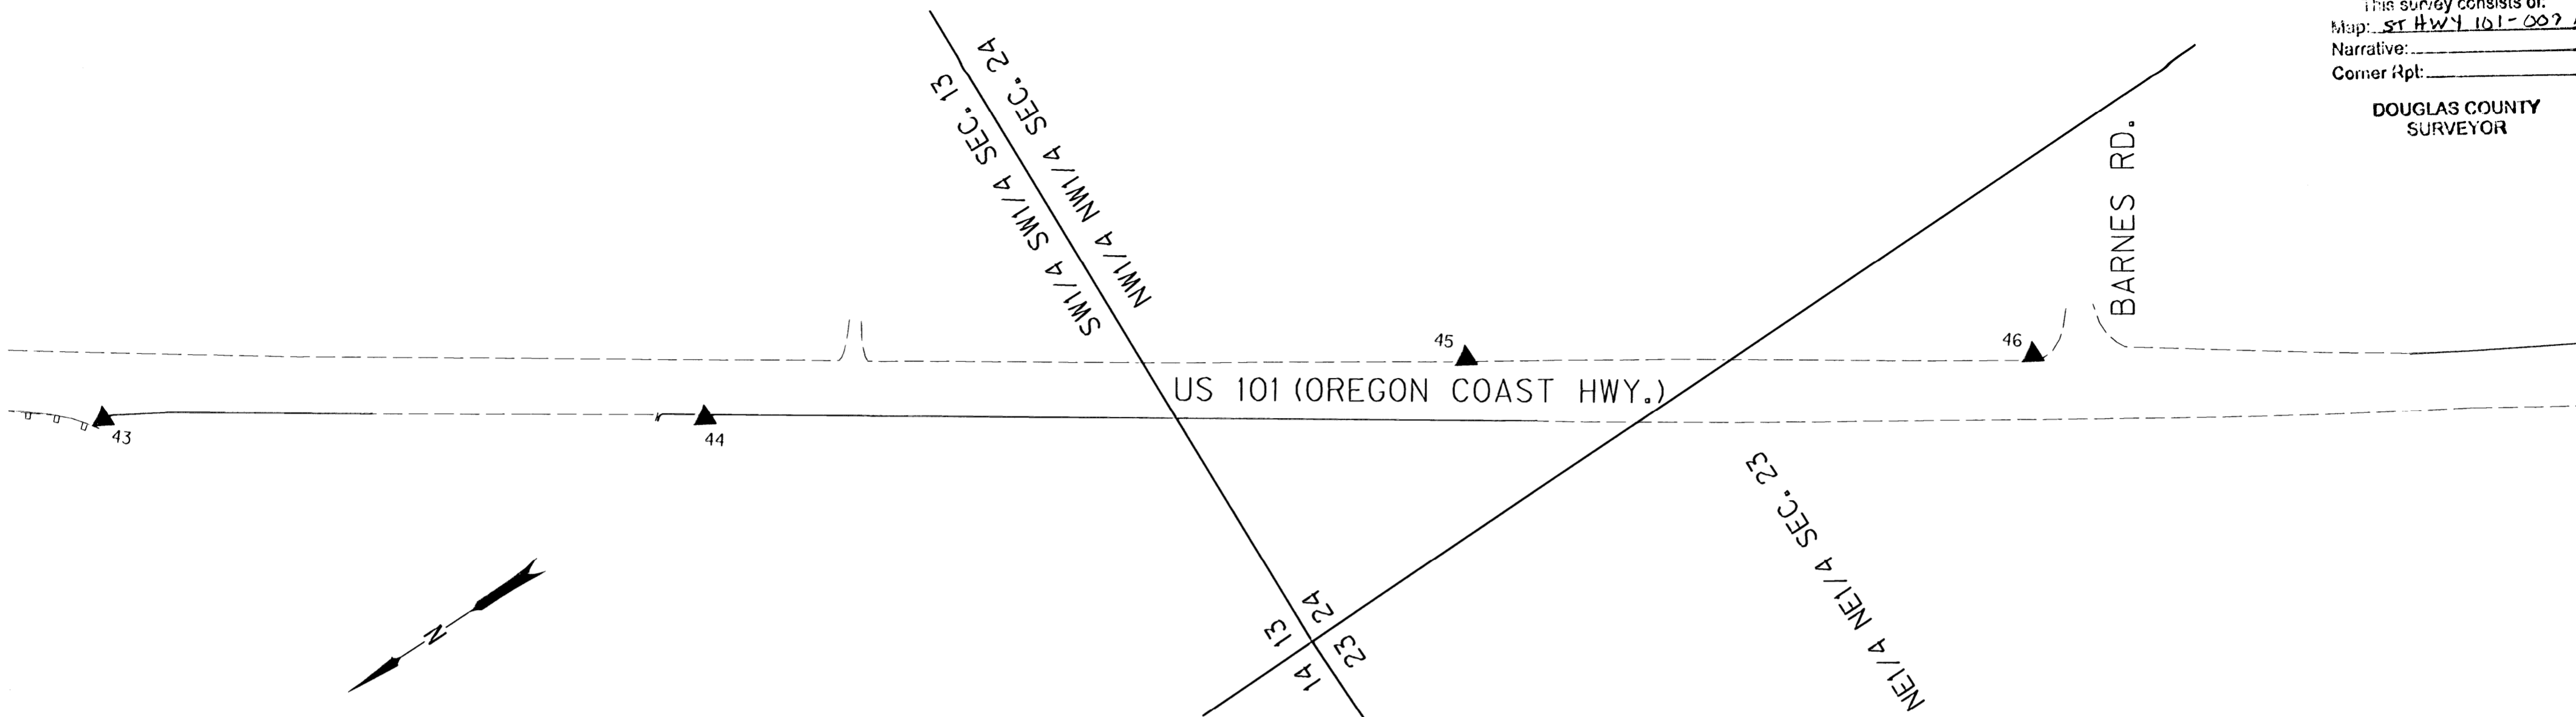 This survey consists of:
Map: ST HWY 101-007
Narrative:
Corner Rpt:
DOUGLAS COUNTY
SURVEYOR
NW1/4 NW1/4 SEC. 24
SW1/4 SW1/4 SEC. 13
BARNES RD.
45
46
US 101 (OREGON COAST HWY.)
43
44
NE1/4 NE1/4 SEC. 23
N
13
24
14
23